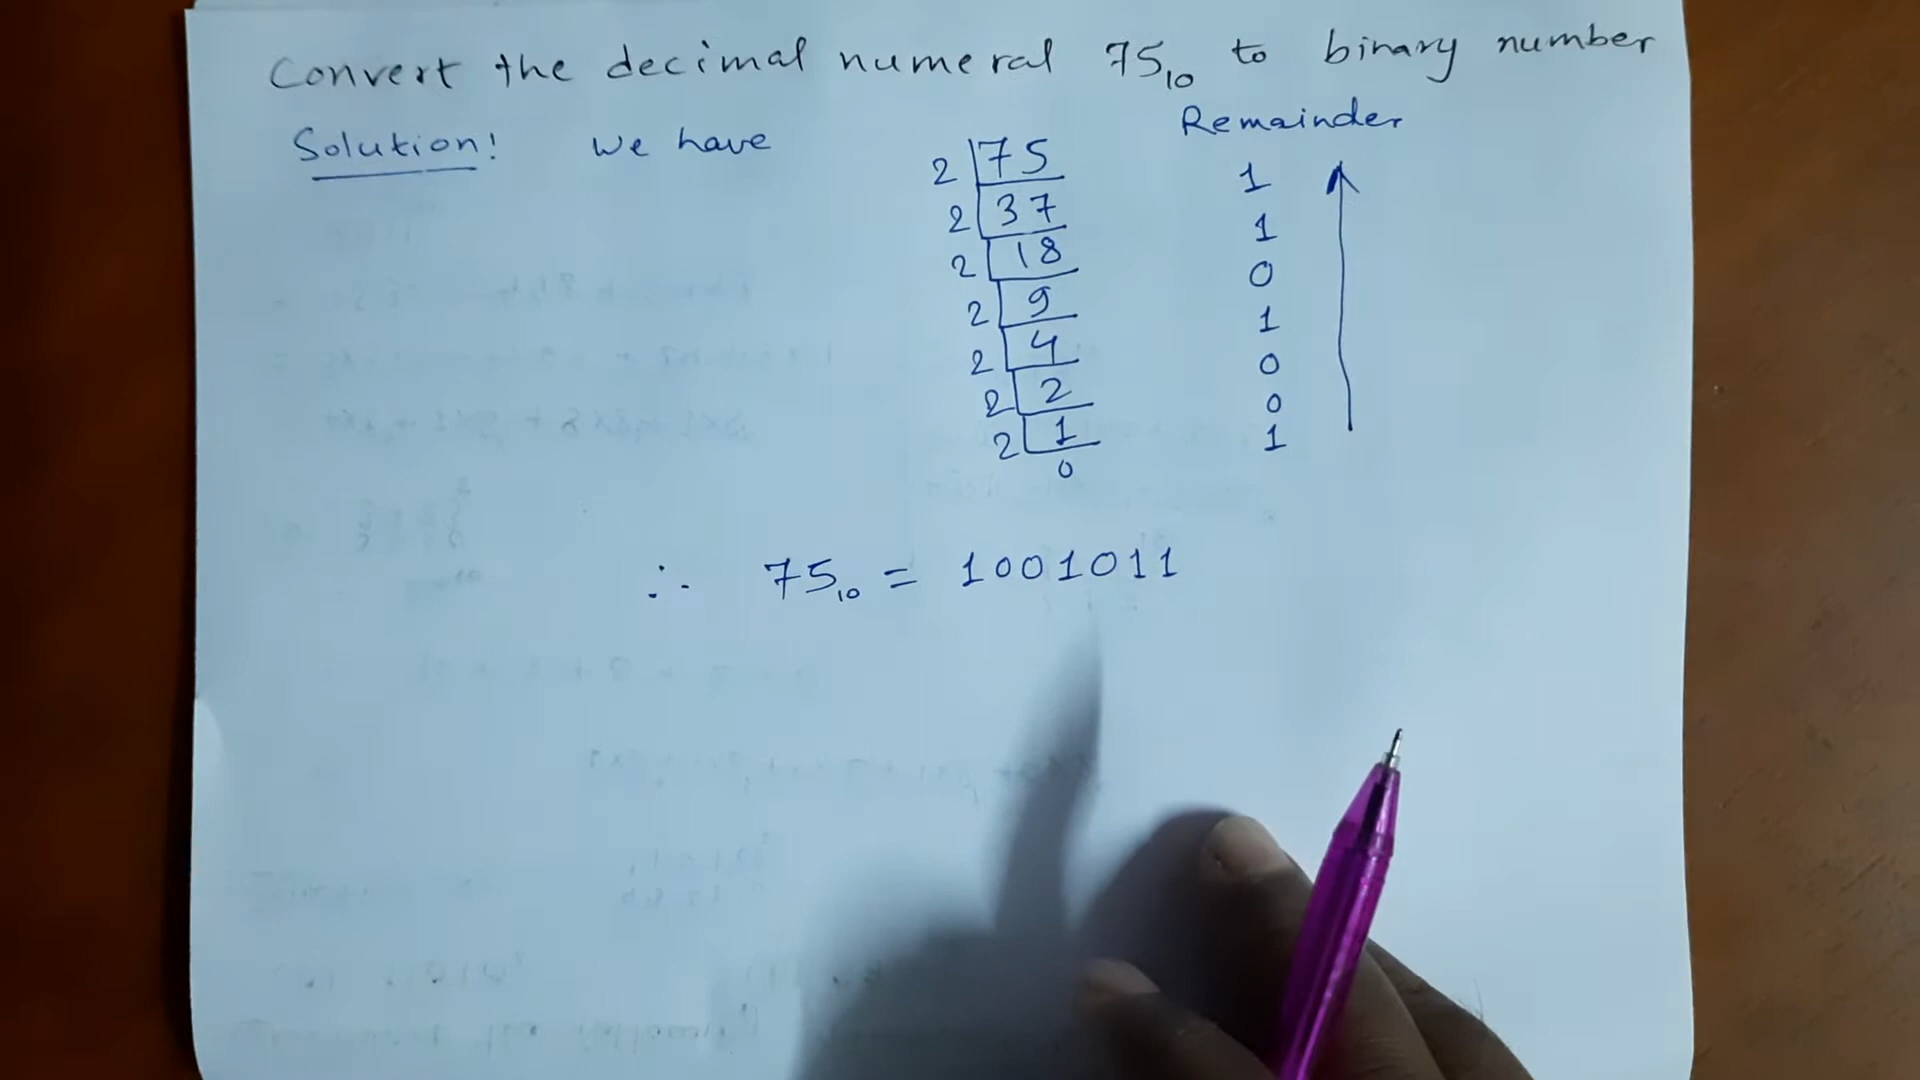 Convert the decimal numeral 75₁₀ to binary number
Solution! We have
Remainder
2 75 1
2 37 1
2 18 0
2 9 1
2 4 0
2 2 0
2 1 1
0
∴ 75₁₀ = 1001011